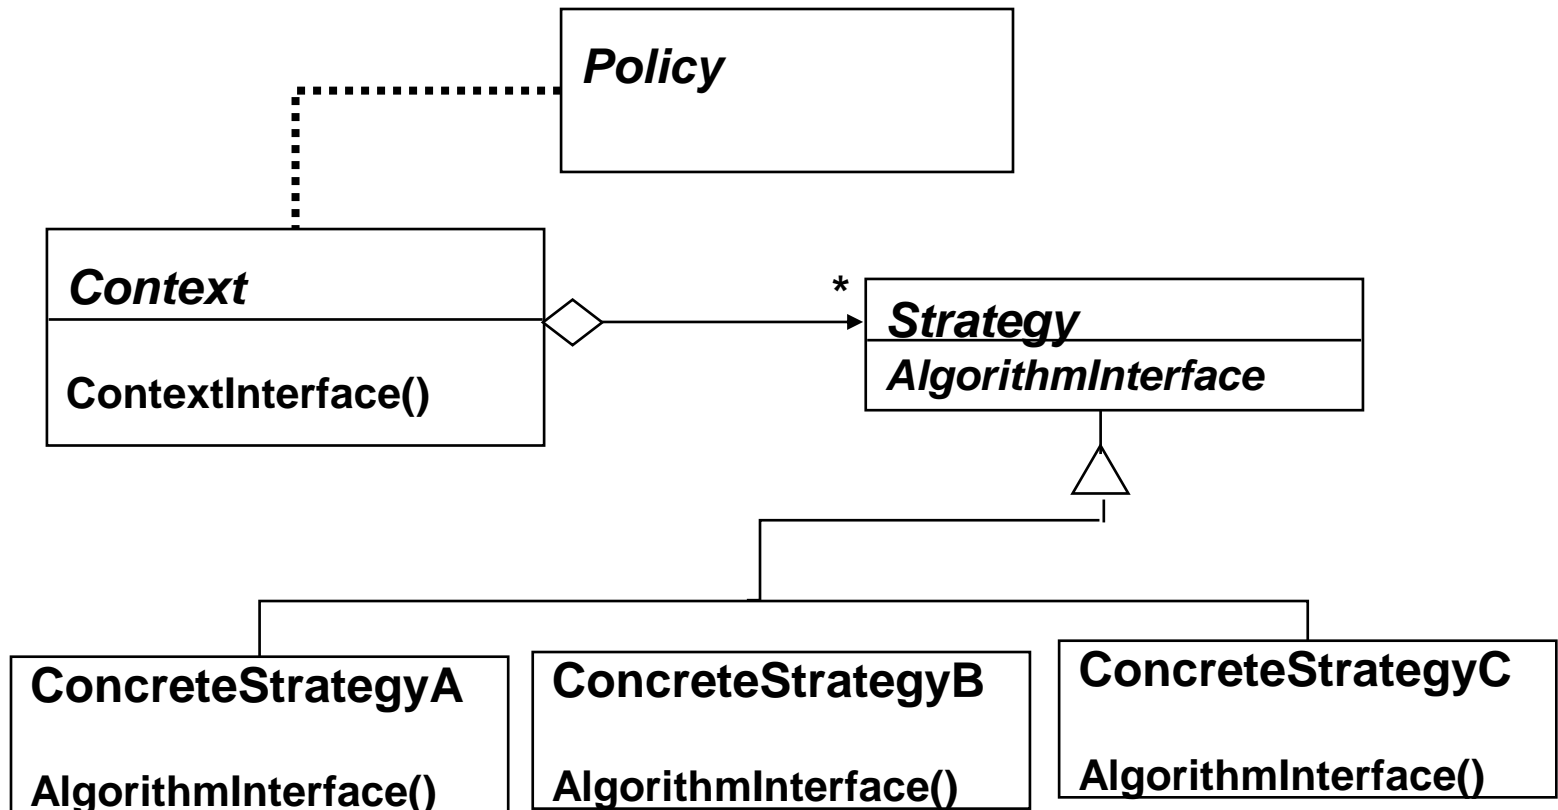 Policy
Context
*
Strategy
ContextInterface()
AlgorithmInterface
ConcreteStrategyA
ConcreteStrategyB
ConcreteStrategyC
AlgorithmInterface()
AlgorithmInterface()
AlgorithmInterface()